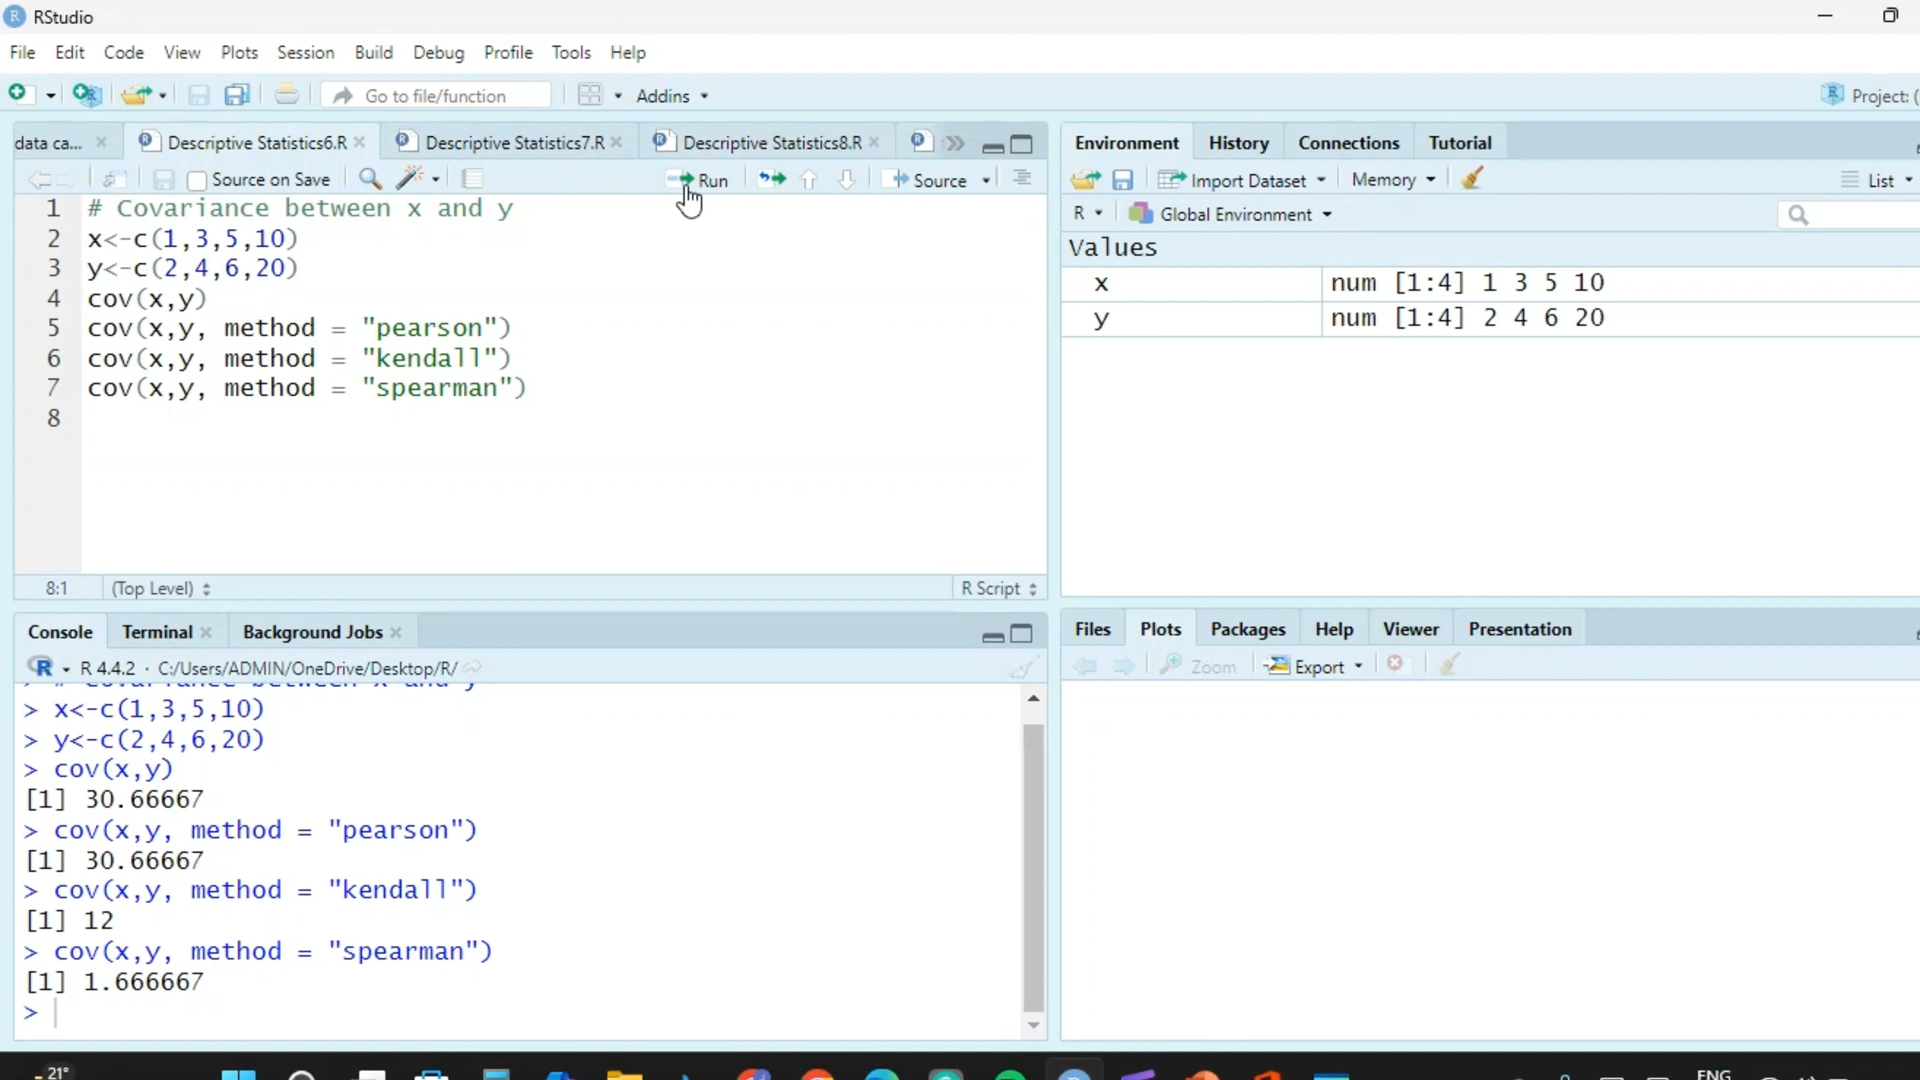 RStudio
File Edit Code View Plots Session Build Debug Profile Tools Help
Go to file/function Addins Project: (
data ca... Descriptive Statistics6.R Descriptive Statistics7.R Descriptive Statistics8.R
Source on Save Run Source
1 # Covariance between x and y
2 x<-c(1,3,5,10)
3 y<-c(2,4,6,20)
4 cov(x,y)
5 cov(x,y, method = "pearson")
6 cov(x,y, method = "kendall")
7 cov(x,y, method = "spearman")
8
8:1 (Top Level) R Script
Environment History Connections Tutorial
Import Dataset Memory List
R Global Environment
Values
x num [1:4] 1 3 5 10
y num [1:4] 2 4 6 20
Console Terminal Background Jobs
R 4.4.2 · C:/Users/ADMIN/OneDrive/Desktop/R/
> # Covariance between x and y
> x<-c(1,3,5,10)
> y<-c(2,4,6,20)
> cov(x,y)
[1] 30.66667
> cov(x,y, method = "pearson")
[1] 30.66667
> cov(x,y, method = "kendall")
[1] 12
> cov(x,y, method = "spearman")
[1] 1.666667
>
Files Plots Packages Help Viewer Presentation
Zoom Export
21°
ENG